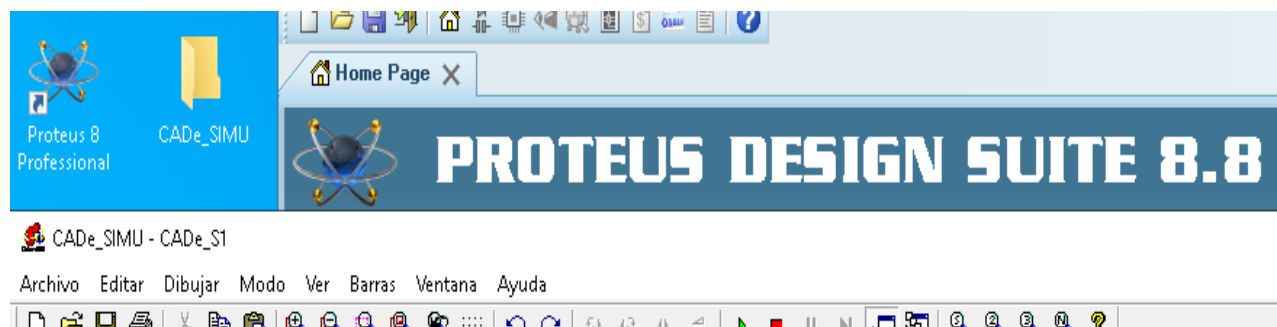 Home Page
Proteus 8
Professional
CADe_SIMU
PROTEUS DESIGN SUITE 8.8
CADe_SIMU - CADe_S1
Archivo Editar Dibujar Modo Ver Barras Ventana Ayuda